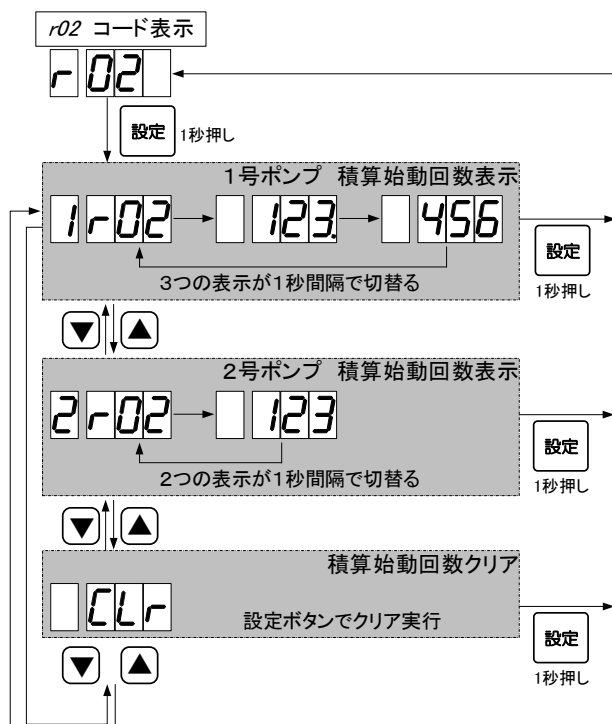 r02 コード表示
r 02
設定 1秒押し
1号ポンプ 積算始動回数表示
1 r02 123. 456
3つの表示が1秒間隔で切替る
設定
1秒押し
▼ ▲
2号ポンプ 積算始動回数表示
2 r02 123
2つの表示が1秒間隔で切替る
設定
1秒押し
▼ ▲
積算始動回数クリア
CLr
設定ボタンでクリア実行
設定
1秒押し
▼ ▲